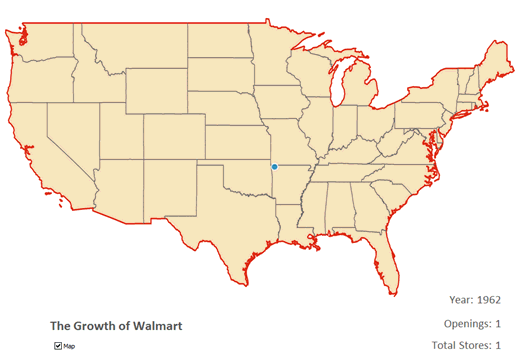 Year: 1962
The Growth of Walmart
Openings: 1
Map
Total Stores: 1